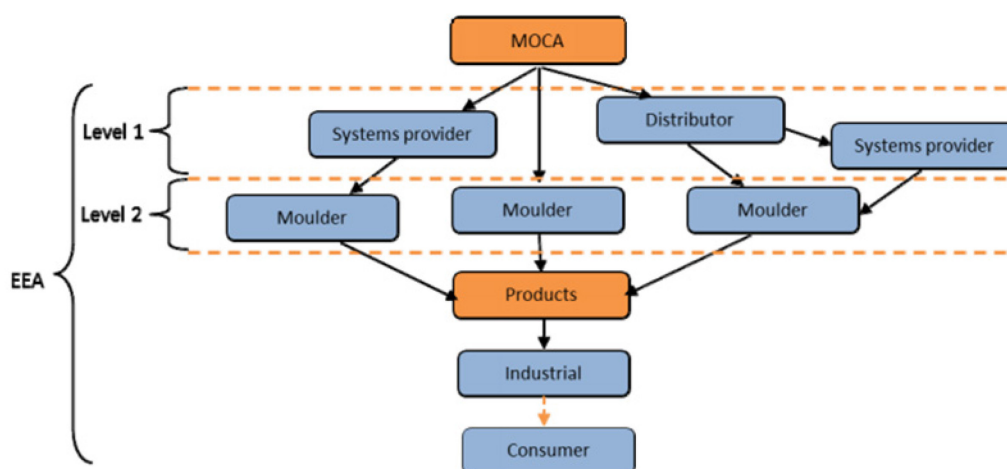 MOCA
Level 1
Systems provider
Distributor
Systems provider
Level 2
Moulder
Moulder
Moulder
EEA
Products
Industrial
Consumer